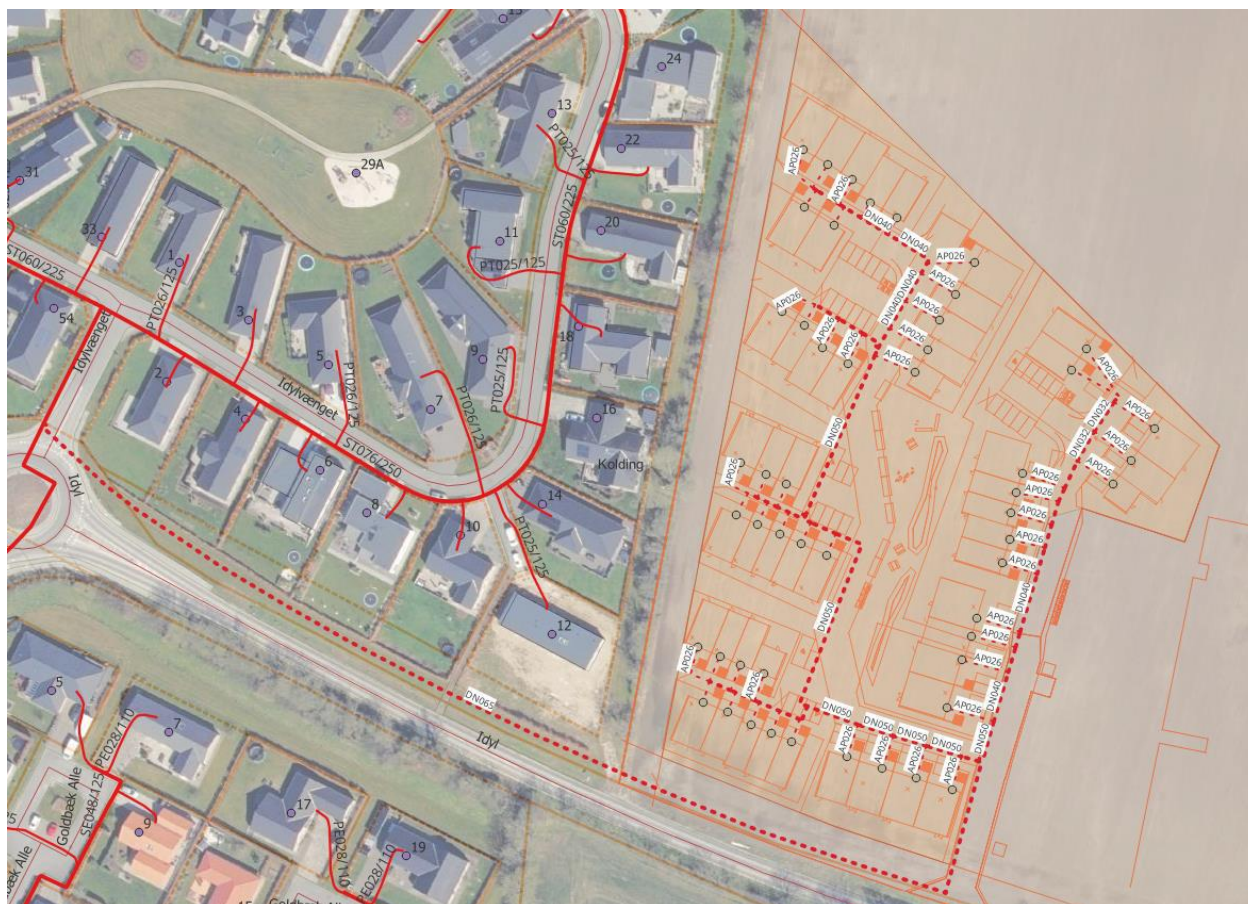 15
24
13
22
PT025/125
29A
31
33
1
ST060/225
20
11
PT025/125
ST060/225
PT026/125
54
3
Idylvænget
18
5
9
2
Idylvænget
PT026/125
PT025/125
4
7
16
PT026/125
ST076/250
Kolding
6
8
14
Idyl
10
PT025/125
12
DN065
Idyl
5
7
PE028/110
SE048/125
Goldbæk Alle
9
17
19
PE028/110
PE028/110
Goldbæk Alle
AP026
AP026
DN040
DN040
AP026
AP026
DN040
DN040
AP026
AP026
AP026
AP026
AP026
AP026
DN050
AP026
DN032
DN032
AP026
AP026
AP026
AP026
AP026
AP026
AP026
AP026
DN040
DN050
AP026
AP026
AP026
AP026
AP026
AP026
DN040
DN050
DN050
DN050
DN050
DN050
AP026
AP026
AP026
AP026